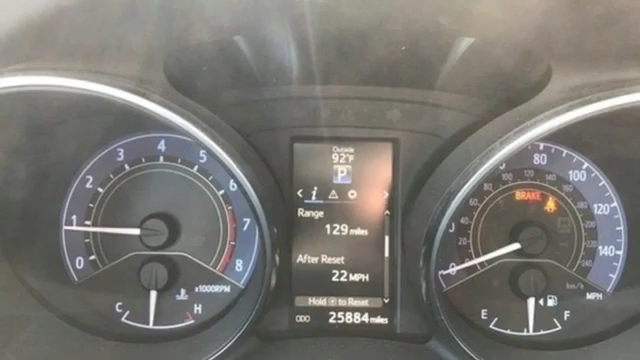 Outside
92°F
P
< i >
Range
129 miles
After Reset
22 MPH
Hold to Reset
ODO 25884 miles
0 1 2 3 4 5 6 7 8
x1000RPM
C H
BRAKE
0 80 100 120 140
km/h
MPH
E F